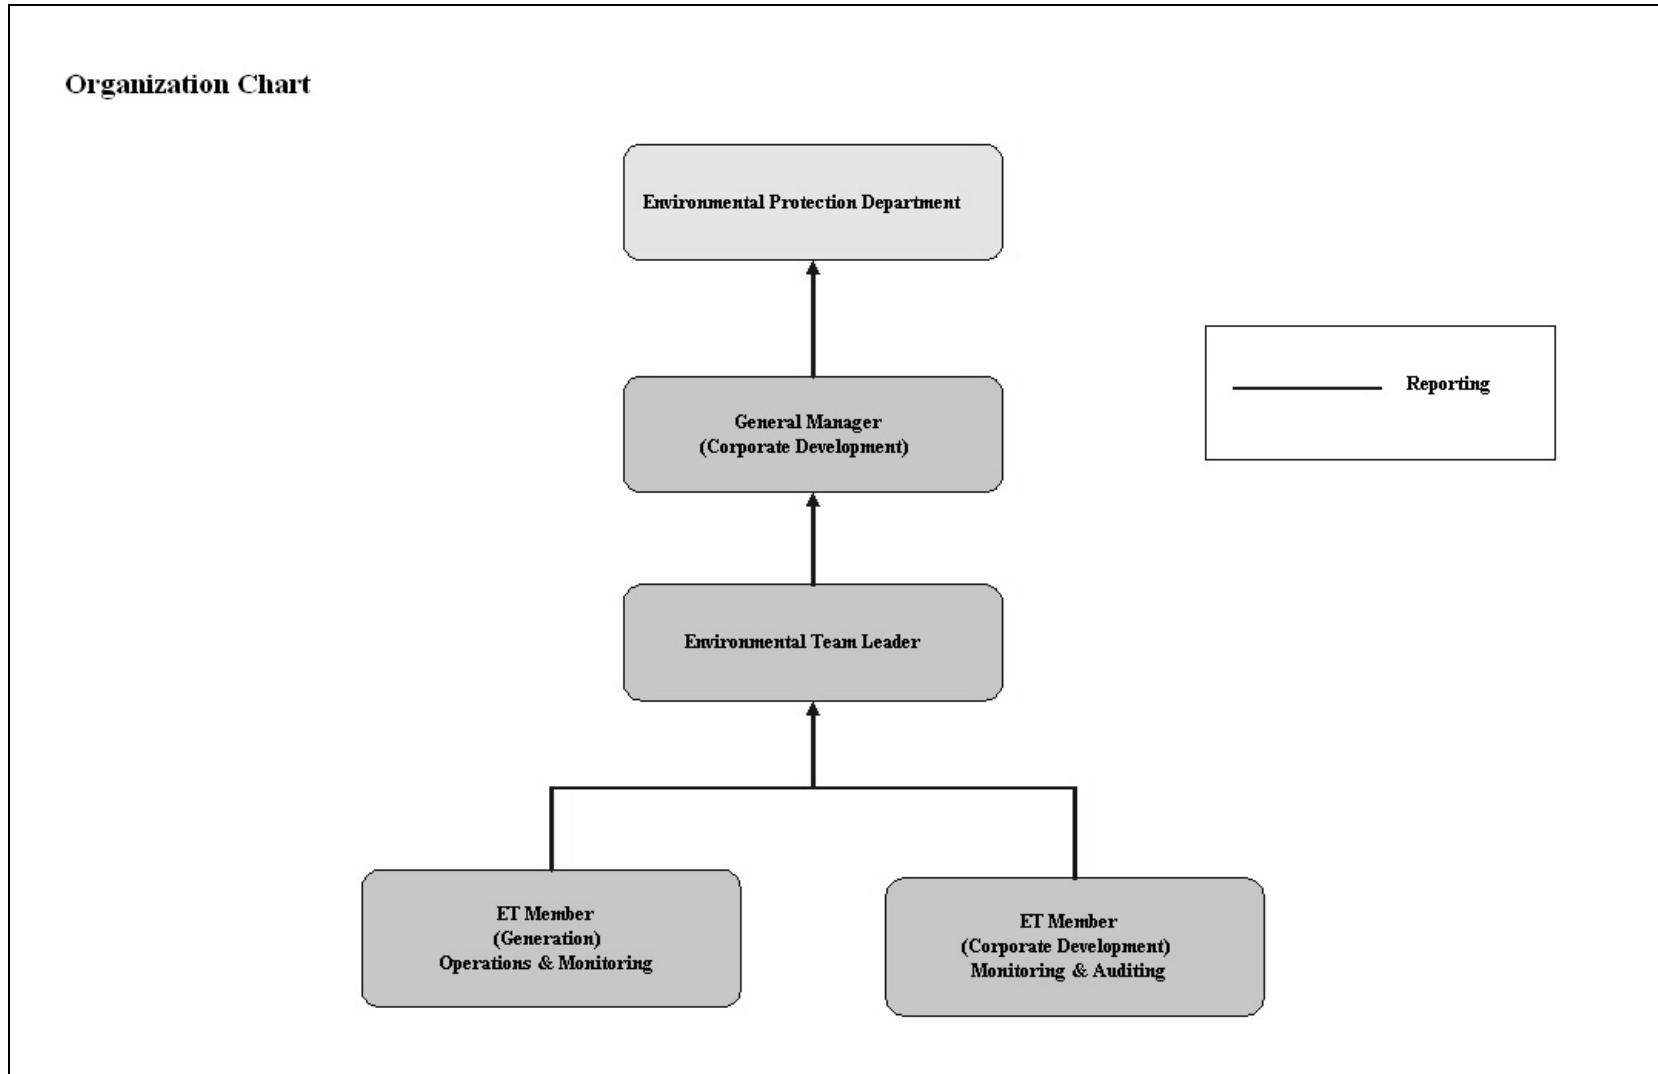 Organization Chart
Environmental Protection Department
General Manager
(Corporate Development)
Reporting
Environmental Team Leader
ET Member
(Generation)
Operations & Monitoring
ET Member
(Corporate Development)
Monitoring & Auditing